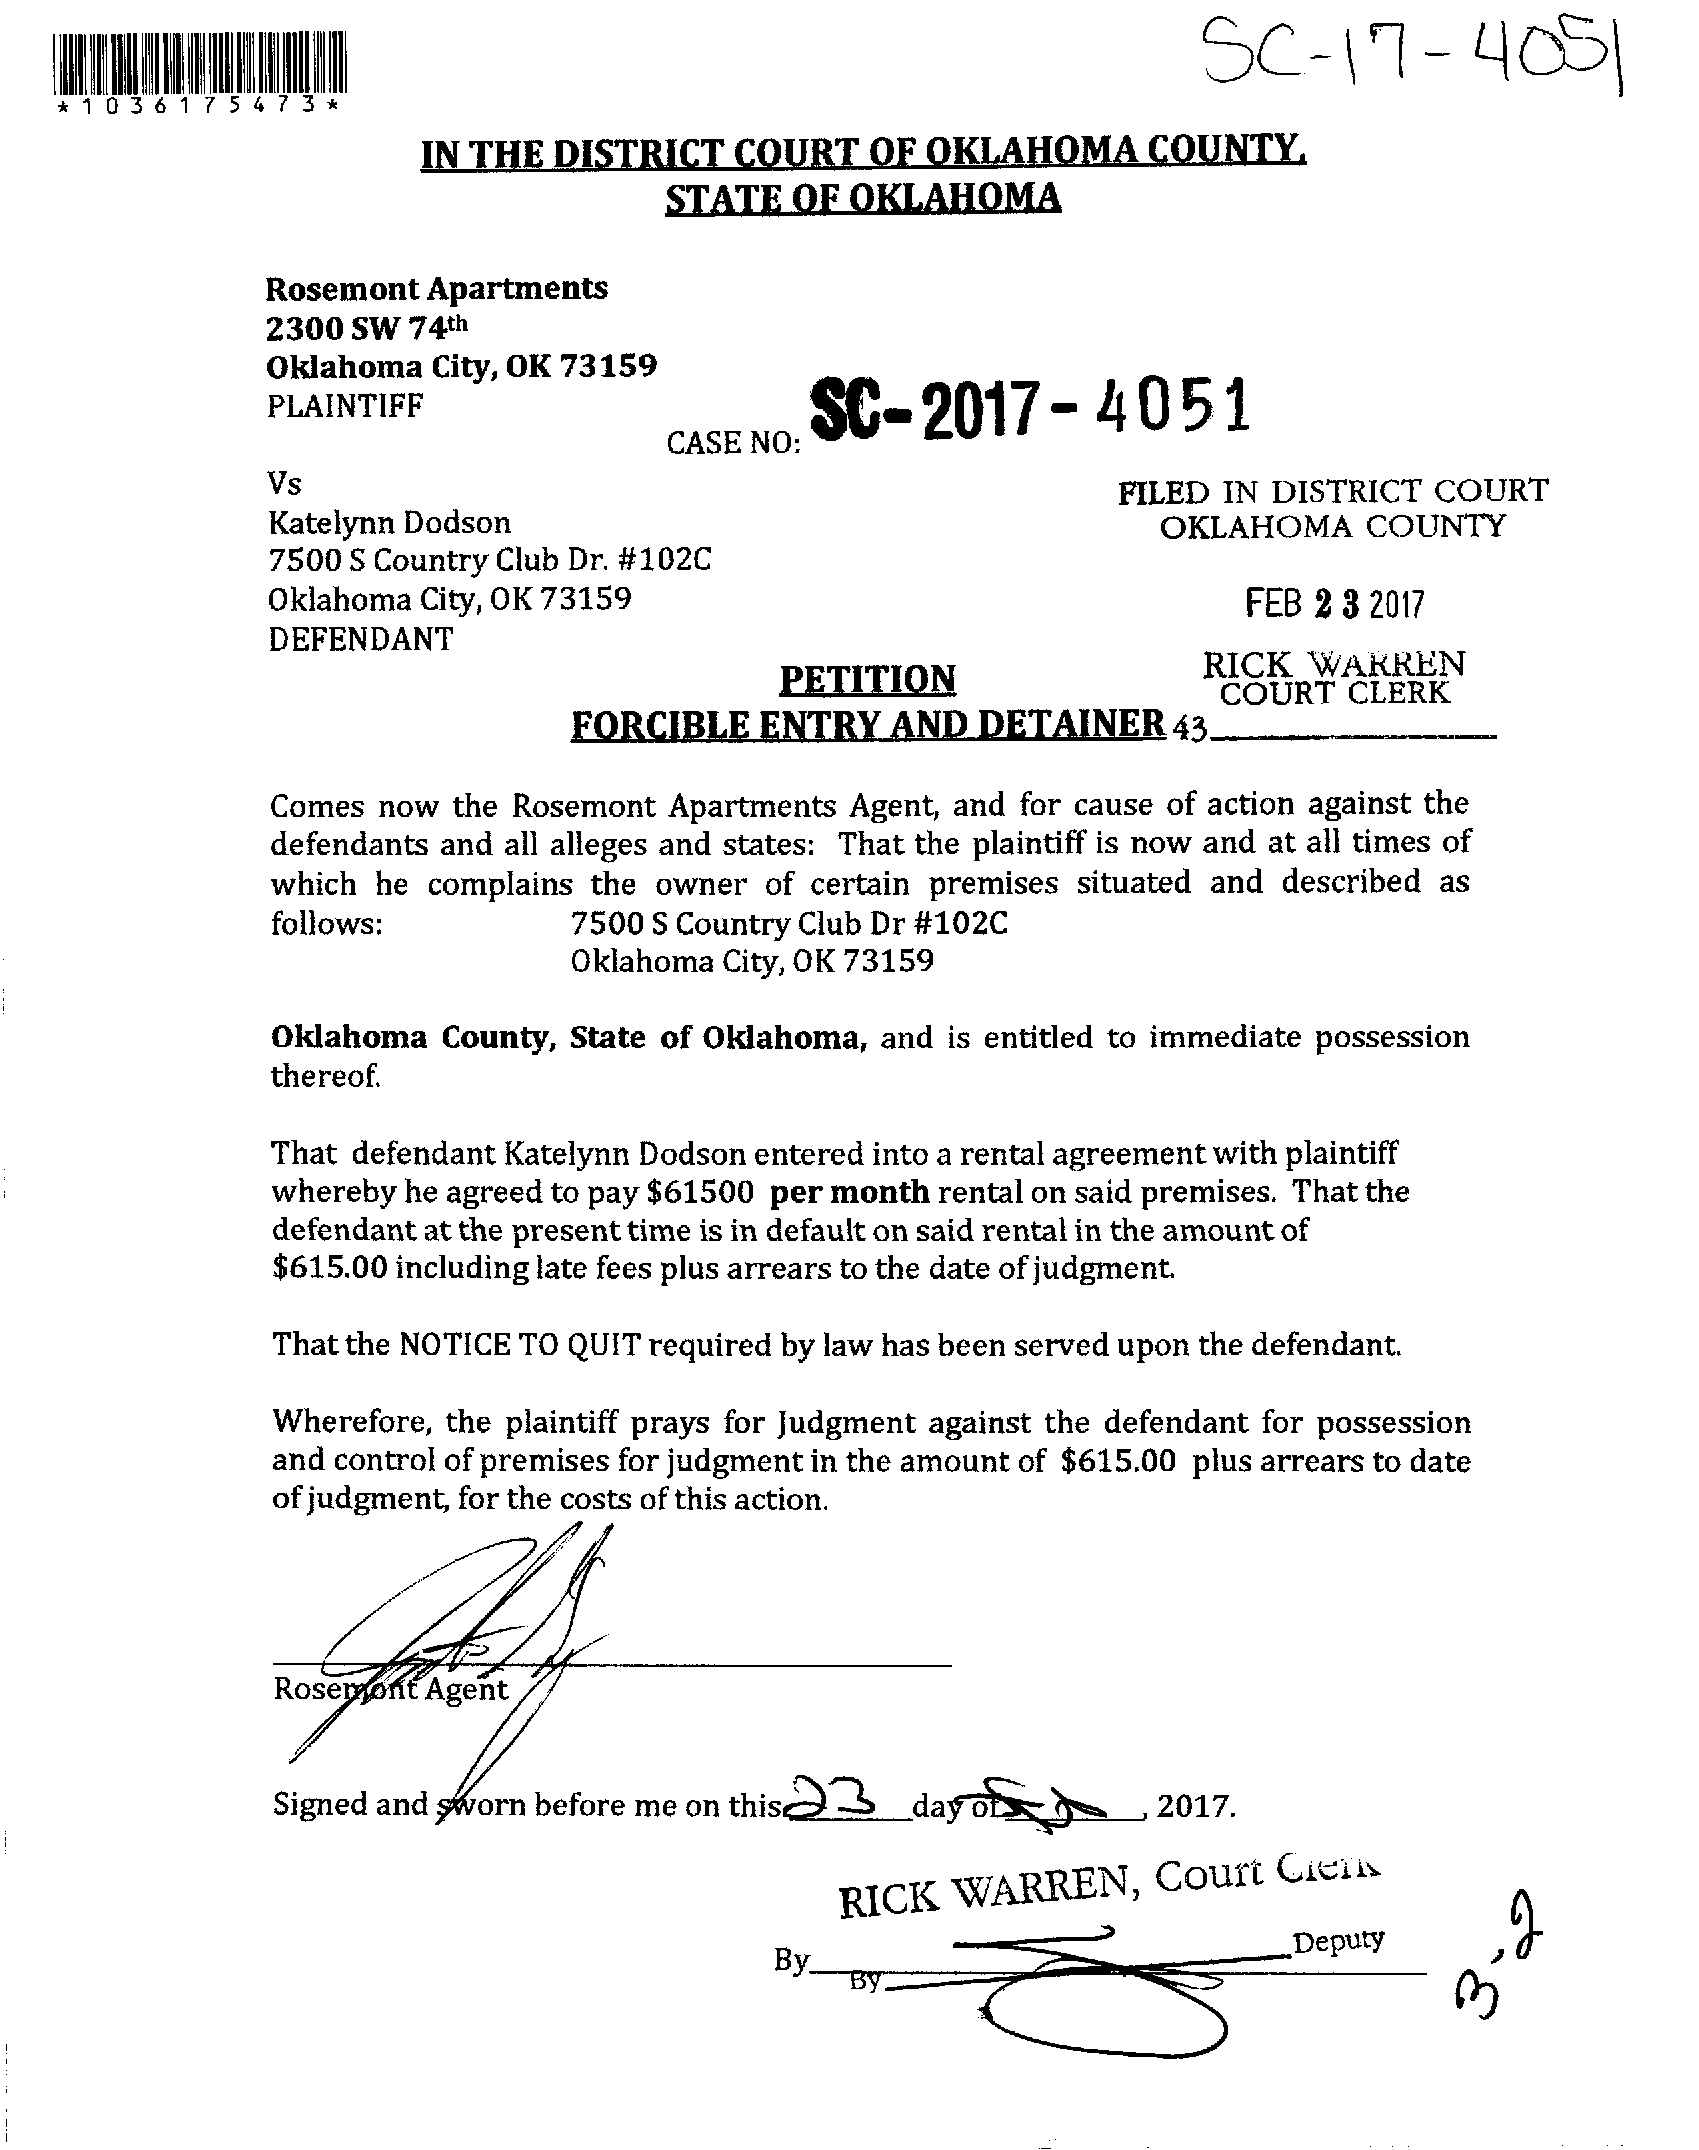 SC-17-4051
*1036175473*
IN THE DISTRICT COURT OF OKLAHOMA COUNTY,
STATE OF OKLAHOMA
Rosemont Apartments
2300 SW 74th
Oklahoma City, OK 73159
PLAINTIFF
CASE NO: SC-2017-4051
Vs
Katelynn Dodson
7500 S Country Club Dr. #102C
Oklahoma City, OK 73159
DEFENDANT
FILED IN DISTRICT COURT
OKLAHOMA COUNTY
FEB 23 2017
RICK WARREN
COURT CLERK
43
PETITION
FORCIBLE ENTRY AND DETAINER
Comes now the Rosemont Apartments Agent, and for cause of action against the
defendants and all alleges and states: That the plaintiff is now and at all times of
which he complains the owner of certain premises situated and described as
follows: 7500 S Country Club Dr #102C
Oklahoma City, OK 73159
Oklahoma County, State of Oklahoma, and is entitled to immediate possession
thereof.
That defendant Katelynn Dodson entered into a rental agreement with plaintiff
whereby he agreed to pay $61500 per month rental on said premises. That the
defendant at the present time is in default on said rental in the amount of
$615.00 including late fees plus arrears to the date of judgment.
That the NOTICE TO QUIT required by law has been served upon the defendant.
Wherefore, the plaintiff prays for Judgment against the defendant for possession
and control of premises for judgment in the amount of $615.00 plus arrears to date
of judgment, for the costs of this action.
Rosemont Agent
Signed and sworn before me on this 23 day of , 2017.
RICK WARREN, Court Clerk
By
By Deputy